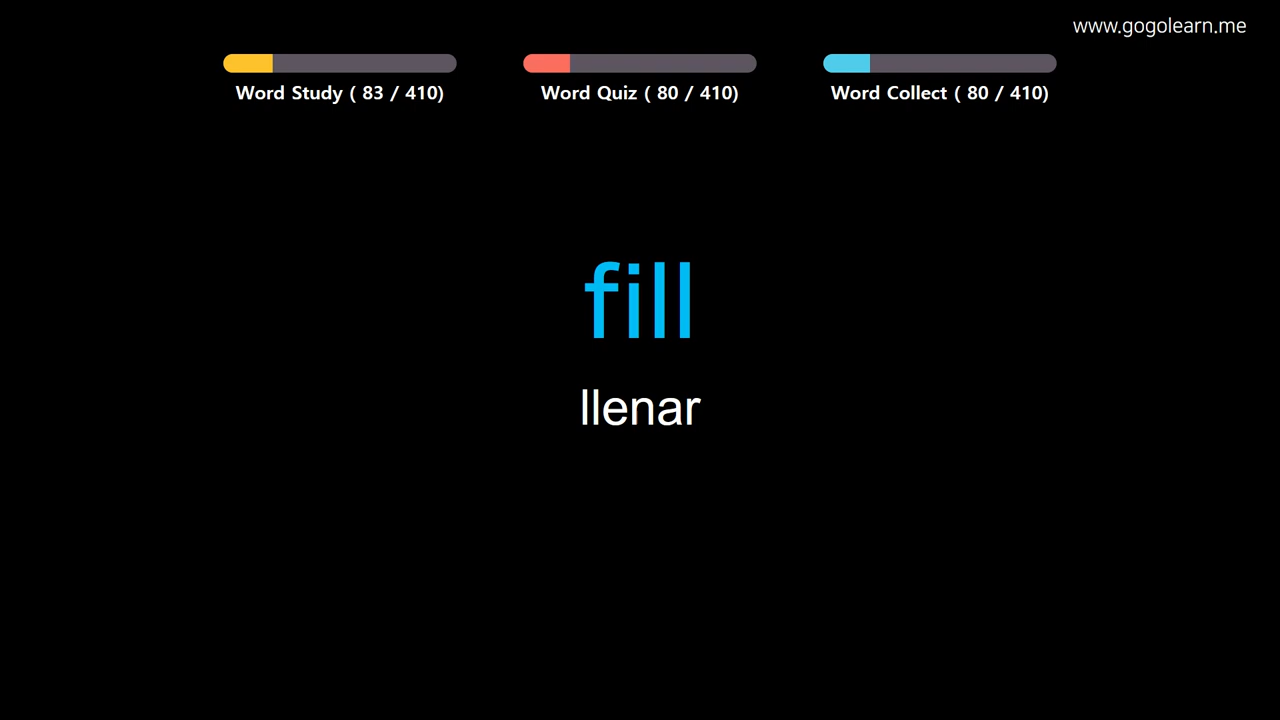 www.gogolearn.me
Word Study ( 83 / 410)
Word Quiz ( 80 / 410)
Word Collect ( 80 / 410)
fill
llenar